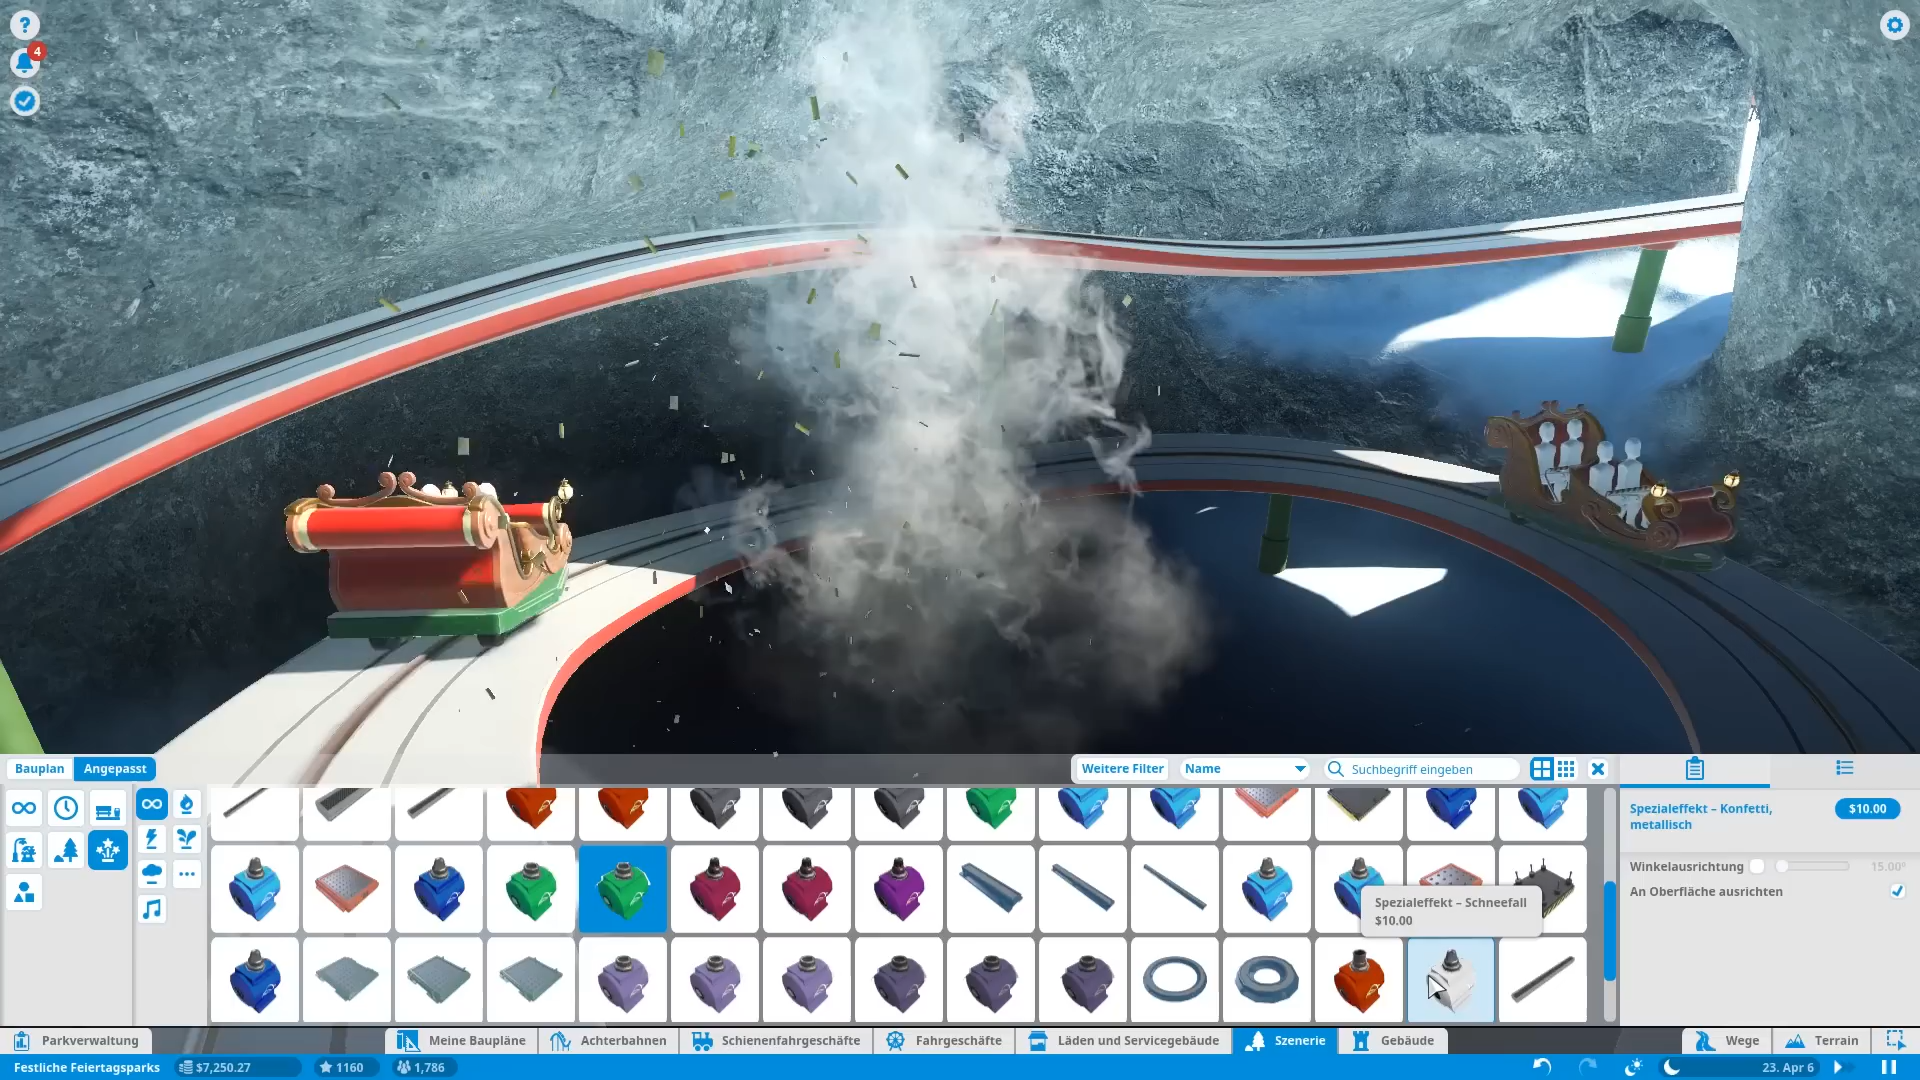 ?
4
Bauplan
Angepasst
Weitere Filter
Name
Suchbegriff eingeben
Spezialeffekt – Konfetti,
metallisch
$10.00
Winkelausrichtung
15.00°
An Oberfläche ausrichten
Spezialeffekt – Schneefall
$10.00
Parkverwaltung
Meine Baupläne
Achterbahnen
Schienenfahrgeschäfte
Fahrgeschäfte
Läden und Servicegebäude
Szenerie
Gebäude
Wege
Terrain
Festliche Feiertagsparks
$7,250.27
1160
1,786
23. Apr 6